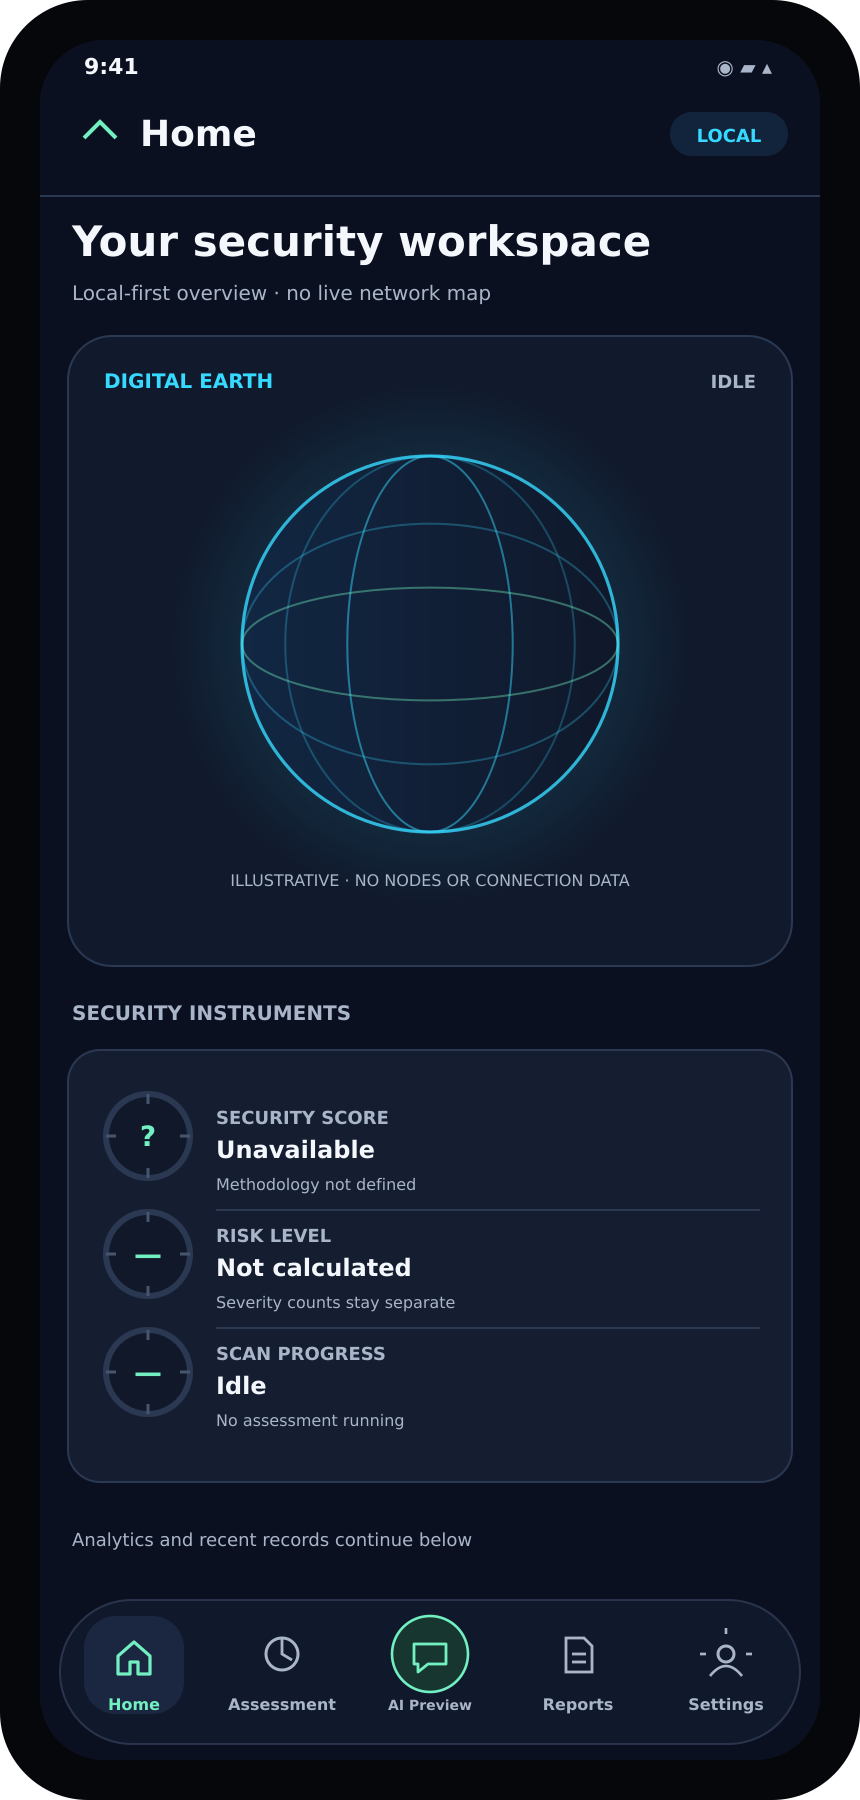 9:41
Home
LOCAL
Your security workspace
Local-first overview · no live network map
DIGITAL EARTH
IDLE
ILLUSTRATIVE · NO NODES OR CONNECTION DATA
SECURITY INSTRUMENTS
?
SECURITY SCORE
Unavailable
Methodology not defined
—
RISK LEVEL
Not calculated
Severity counts stay separate
—
SCAN PROGRESS
Idle
No assessment running
Analytics and recent records continue below
Home
Assessment
AI Preview
Reports
Settings